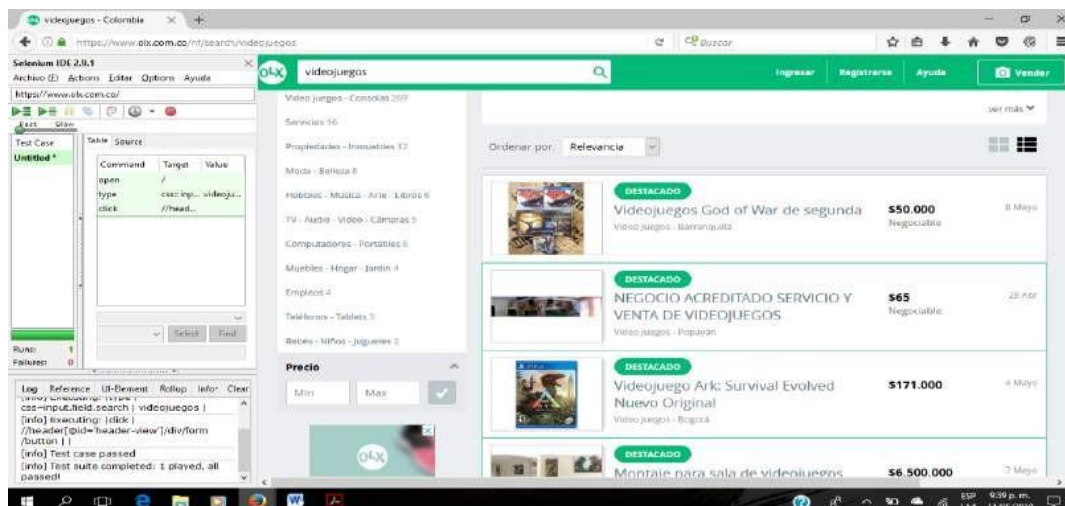 videojuegos - Colombia
https://www.olx.com.co/nf/search/videojuegos
Buscar
Selenium IDE 2.9.1
Archivo (F) Actions Editar Options Ayuda
https://www.olx.com.co/
Fast Slow
Test Case
Untitled *
Table Source
Command Target Value
open /
type css=inp... videoju...
click //head...
Select Find
Runs: 1
Failures: 0
Log Reference UI-Element Rollup Info Clear
[info] Executing: |type |
css=input.field.search | videojuegos |
[info] Executing: |click |
//header[@id='header-view']/div/form
/button | |
[info] Test case passed
[info] Test suite completed: 1 played, all
passed!
OLX
videojuegos
Ingresar Registrarse Ayuda Vender
Video juegos - Consolas 269
Servicios 16
Propiedades - Inmuebles 12
Moda - Belleza 8
Hobbies - Musica - Arte - Libros 6
TV - Audio - Video - Cámaras 5
Computadores - Portátiles 5
Muebles - Hogar - Jardin 4
Empleos 4
Teléfonos - Tablets 3
Bebés - Niños - Juguetes 2
Precio
Min Max
OLX
ver más
Ordenar por: Relevancia
DESTACADO
Videojuegos God of War de segunda
Video juegos - Barranquilla
$50.000
Negociable
8 Mayo
DESTACADO
NEGOCIO ACREDITADO SERVICIO Y
VENTA DE VIDEOJUEGOS
Video juegos - Popayán
$65
Negociable
28 Abr
DESTACADO
Videojuego Ark: Survival Evolved
Nuevo Original
Video juegos - Bogotá
$171.000
4 Mayo
DESTACADO
Montaje para sala de videojuegos
$6.500.000
7 Mayo
ESP
9:39 p. m.